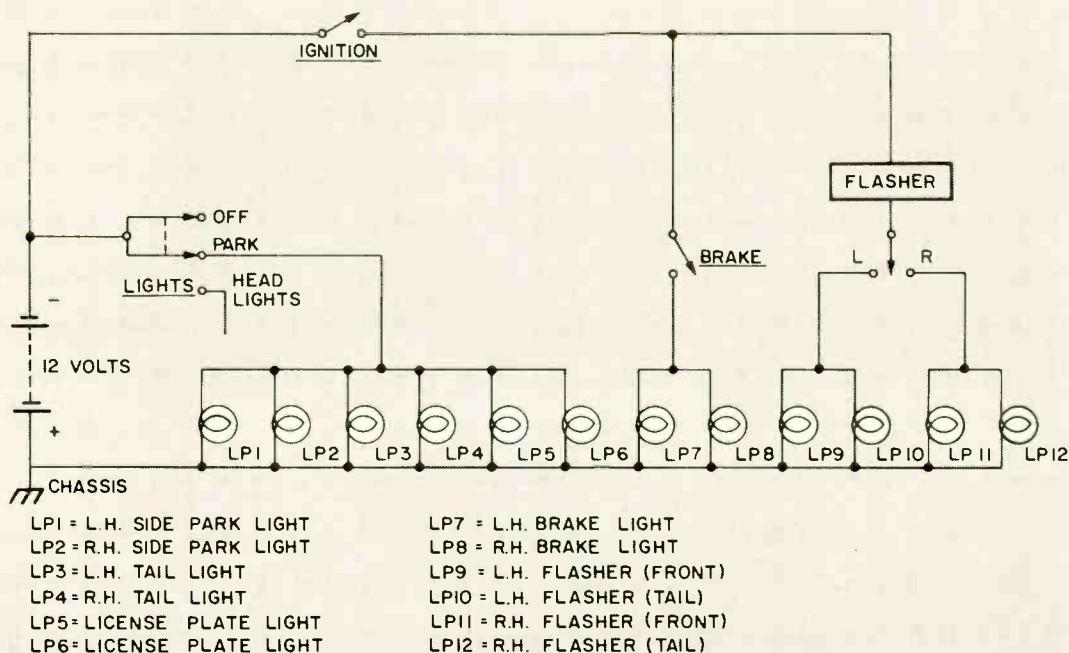 IGNITION
FLASHER
OFF
PARK
LIGHTS
HEAD
LIGHTS
BRAKE
L
R
-
12 VOLTS
+
LP1
LP2
LP3
LP4
LP5
LP6
LP7
LP8
LP9
LP10
LP11
LP12
CHASSIS
LP1 = L.H. SIDE PARK LIGHT
LP2 = R.H. SIDE PARK LIGHT
LP3 = L.H. TAIL LIGHT
LP4 = R.H. TAIL LIGHT
LP5 = LICENSE PLATE LIGHT
LP6 = LICENSE PLATE LIGHT
LP7 = L.H. BRAKE LIGHT
LP8 = R.H. BRAKE LIGHT
LP9 = L.H. FLASHER (FRONT)
LP10 = L.H. FLASHER (TAIL)
LP11 = R.H. FLASHER (FRONT)
LP12 = R.H. FLASHER (TAIL)